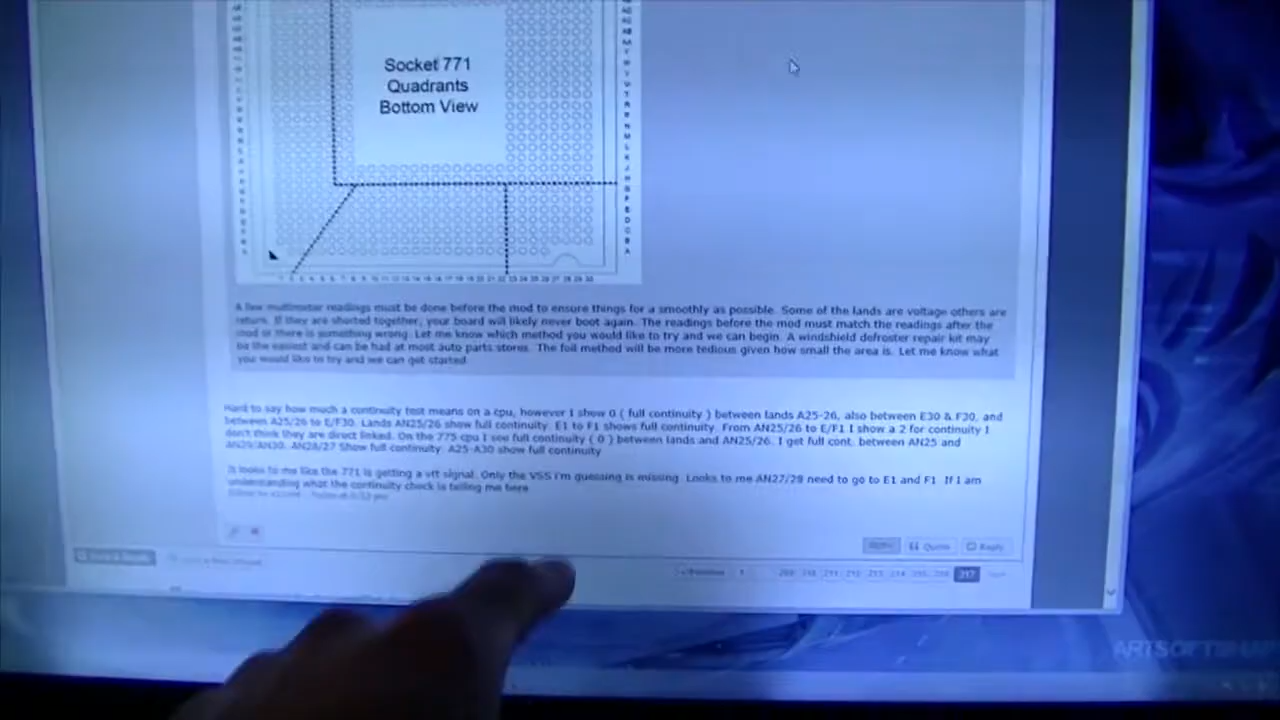 Socket 771
Quadrants
Bottom View
A few multimeter readings must be done before the mod to ensure things for a smoothly as possible. Some of the lands are voltage others are
return. If they are shorted together, your board will likely never boot again. The readings before the mod must match the readings after the
mod or there is something wrong. Let me know which method you would like to try and we can begin. A windshield defroster repair kit may
be the easiest and can be had at most auto parts stores. The foil method will be more tedious given how small the area is. Let me know what
you would like to try and we can get started.
Hard to say how much a continuity test means on a cpu, however I show 0 ( full continuity ) between lands A25-26, also between E30 & F30, and
between A25/26 to E/F30. Lands AN25/26 show full continuity. E1 to F1 shows full continuity. From AN25/26 to E/F1 I show a 2 for continuity I
don't think they are direct linked. On the 775 cpu I see full continuity ( 0 ) between lands and AN25/26. I get full cont. between AN25 and
AN29/AN30. AN26/27 Show full continuity. A25-A30 show full continuity
It looks to me like the 771 is getting a vtt signal. Only the VSS i'm guessing is missing. Looks to me AN27/29 need to go to E1 and F1. If I am
understanding what the continuity check is telling me here.
Quote
Reply
1
209 210 211 212 213 214 215 216 217